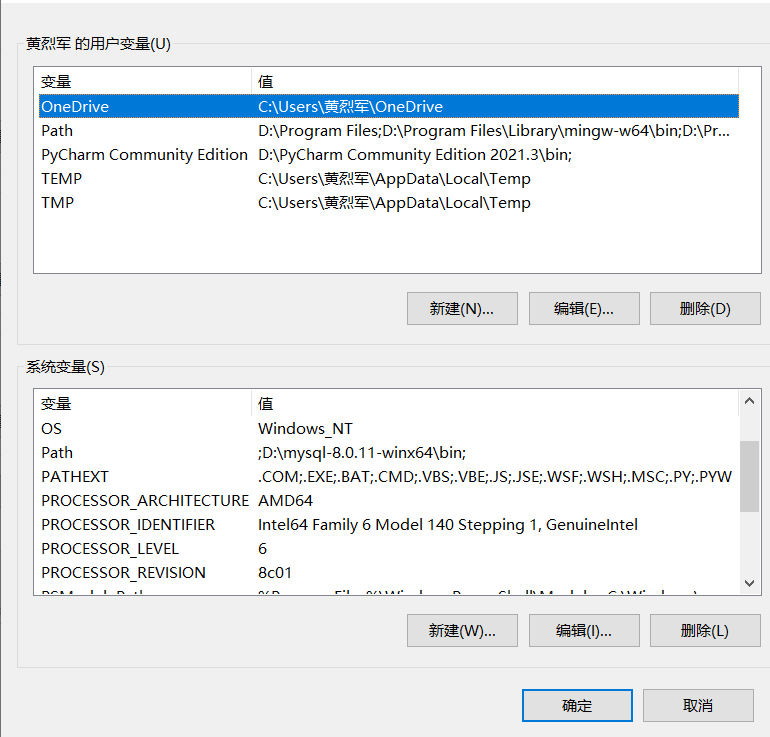 黄烈军 的用户变量(U)
变量 值
OneDrive C:\Users\黄烈军\OneDrive
Path D:\Program Files;D:\Program Files\Library\mingw-w64\bin;D:\Pr...
PyCharm Community Edition D:\PyCharm Community Edition 2021.3\bin;
TEMP C:\Users\黄烈军\AppData\Local\Temp
TMP C:\Users\黄烈军\AppData\Local\Temp
新建(N)... 编辑(E)... 删除(D)
系统变量(S)
变量 值
OS Windows_NT
Path ;D:\mysql-8.0.11-winx64\bin;
PATHEXT .COM;.EXE;.BAT;.CMD;.VBS;.VBE;.JS;.JSE;.WSF;.WSH;.MSC;.PY;.PYW
PROCESSOR_ARCHITECTURE AMD64
PROCESSOR_IDENTIFIER Intel64 Family 6 Model 140 Stepping 1, GenuineIntel
PROCESSOR_LEVEL 6
PROCESSOR_REVISION 8c01
新建(W)... 编辑(I)... 删除(L)
确定 取消